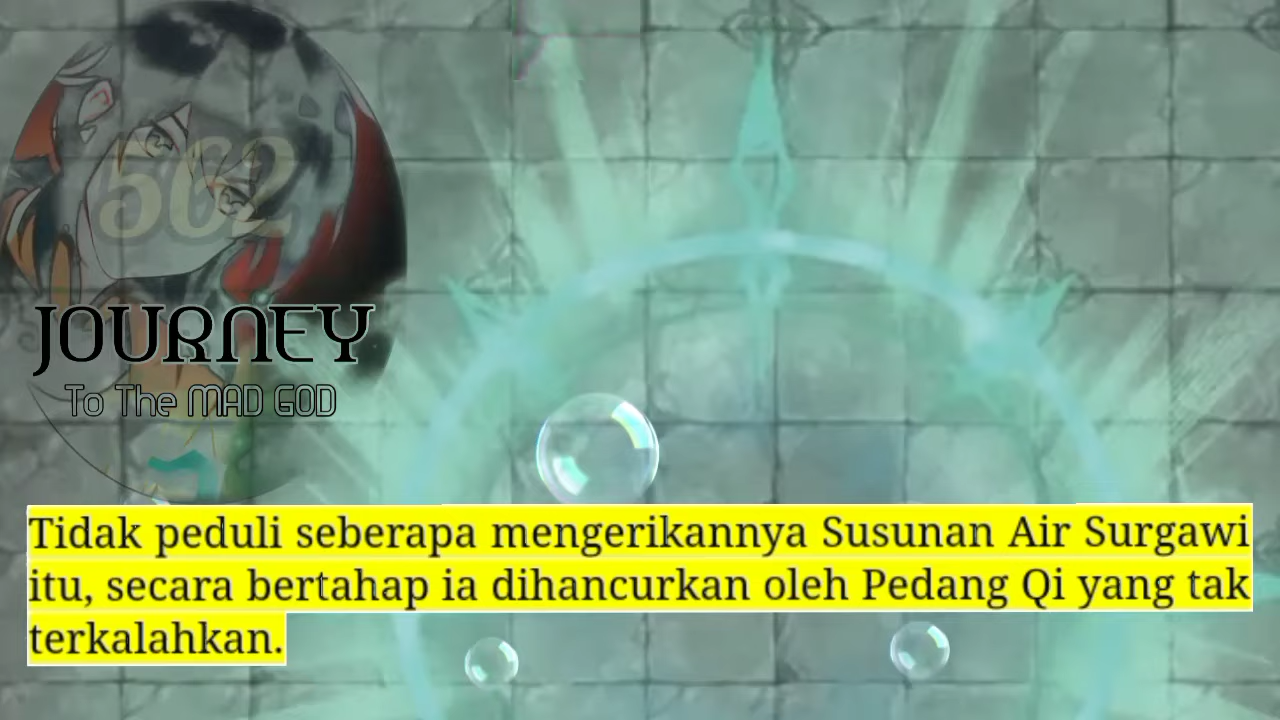 562
JOURNEY
To The MAD GOD
Tidak peduli seberapa mengerikannya Susunan Air Surgawi
itu, secara bertahap ia dihancurkan oleh Pedang Qi yang tak
terkalahkan.